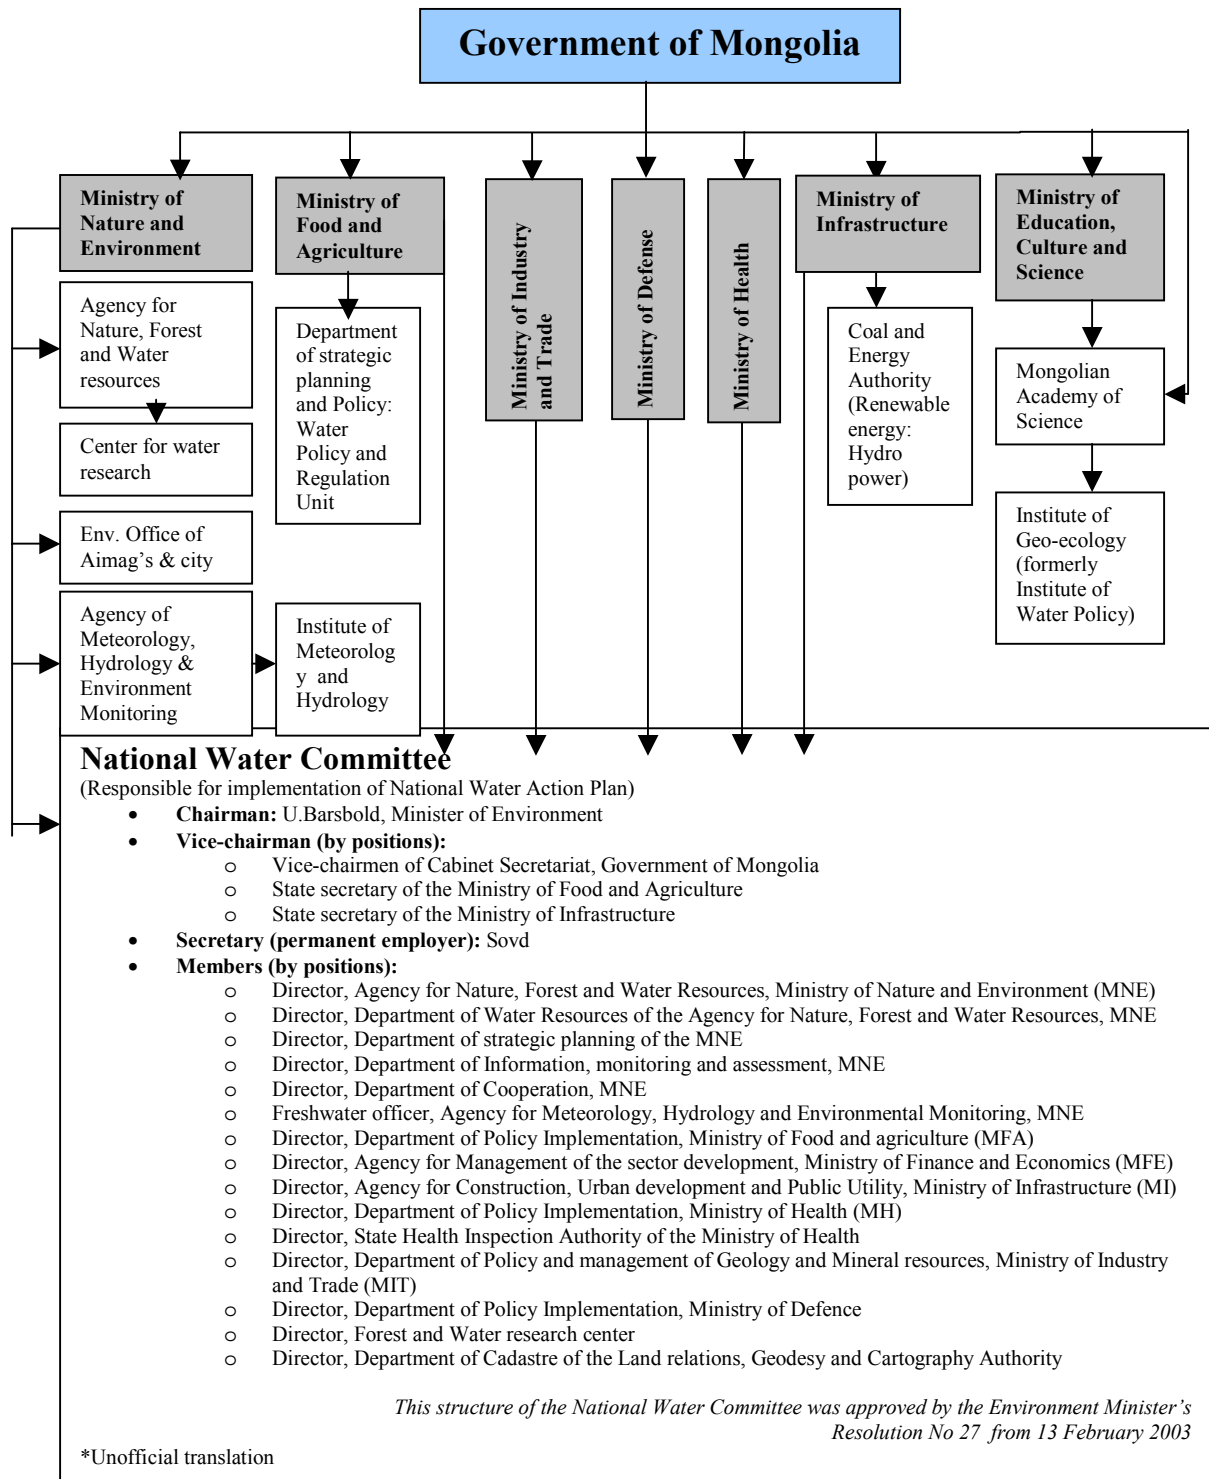 Government of Mongolia
Ministry of
Nature and
Environment
Ministry of
Food and
Agriculture
Ministry of Industry
and Trade
Ministry of Defense
Ministry of Health
Ministry of
Infrastructure
Ministry of
Education,
Culture and
Science
Agency for
Nature, Forest
and Water
resources
Center for water
research
Env. Office of
Aimag's & city
Agency of
Meteorology,
Hydrology &
Environment
Monitoring
Department
of strategic
planning
and Policy:
Water
Policy and
Regulation
Unit
Institute of
Meteorolog
y and
Hydrology
Coal and
Energy
Authority
(Renewable
energy:
Hydro
power)
Mongolian
Academy of
Science
Institute of
Geo-ecology
(formerly
Institute of
Water Policy)
National Water Committee
(Responsible for implementation of National Water Action Plan)
• Chairman: U.Barsbold, Minister of Environment
• Vice-chairman (by positions):
o Vice-chairmen of Cabinet Secretariat, Government of Mongolia
o State secretary of the Ministry of Food and Agriculture
o State secretary of the Ministry of Infrastructure
• Secretary (permanent employer): Sovd
• Members (by positions):
o Director, Agency for Nature, Forest and Water Resources, Ministry of Nature and Environment (MNE)
o Director, Department of Water Resources of the Agency for Nature, Forest and Water Resources, MNE
o Director, Department of strategic planning of the MNE
o Director, Department of Information, monitoring and assessment, MNE
o Director, Department of Cooperation, MNE
o Freshwater officer, Agency for Meteorology, Hydrology and Environmental Monitoring, MNE
o Director, Department of Policy Implementation, Ministry of Food and agriculture (MFA)
o Director, Agency for Management of the sector development, Ministry of Finance and Economics (MFE)
o Director, Agency for Construction, Urban development and Public Utility, Ministry of Infrastructure (MI)
o Director, Department of Policy Implementation, Ministry of Health (MH)
o Director, State Health Inspection Authority of the Ministry of Health
o Director, Department of Policy and management of Geology and Mineral resources, Ministry of Industry
and Trade (MIT)
o Director, Department of Policy Implementation, Ministry of Defence
o Director, Forest and Water research center
o Director, Department of Cadastre of the Land relations, Geodesy and Cartography Authority
This structure of the National Water Committee was approved by the Environment Minister's
Resolution No 27 from 13 February 2003
*Unofficial translation